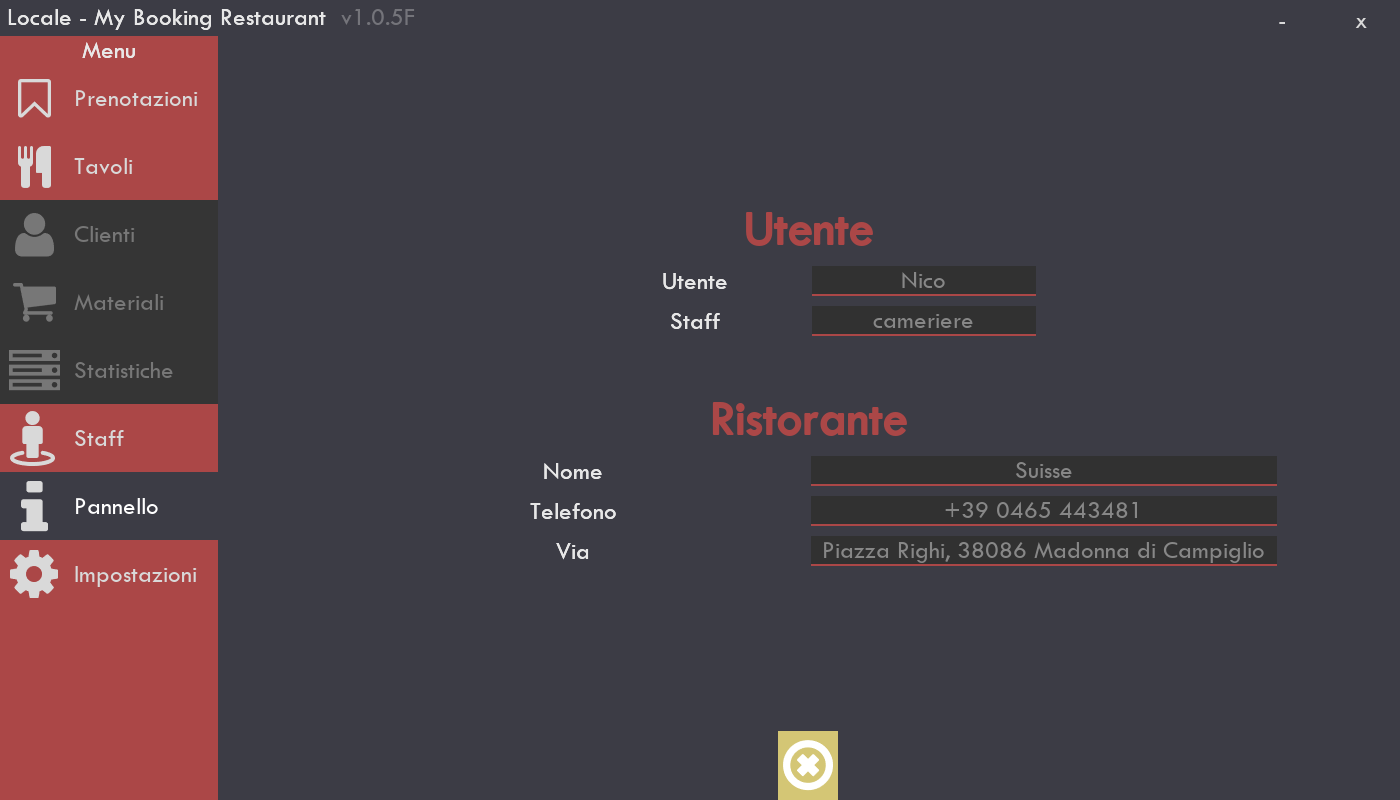 Locale - My Booking Restaurant v1.0.5F - x
Menu
Prenotazioni
Tavoli
Clienti
Materiali
Statistiche
Staff
Pannello
Impostazioni
Utente
Utente Nico
Staff cameriere
Ristorante
Nome Suisse
Telefono +39 0465 443481
Via Piazza Righi, 38086 Madonna di Campiglio